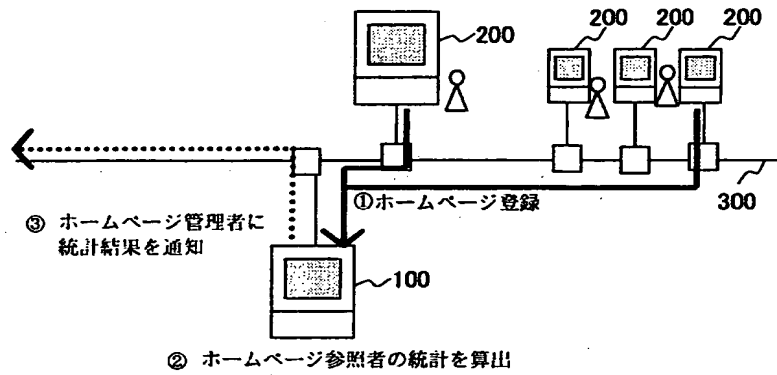 200
200 200 200
①ホームページ登録
300
③ ホームページ管理者に
統計結果を通知
100
② ホームページ参照者の統計を算出